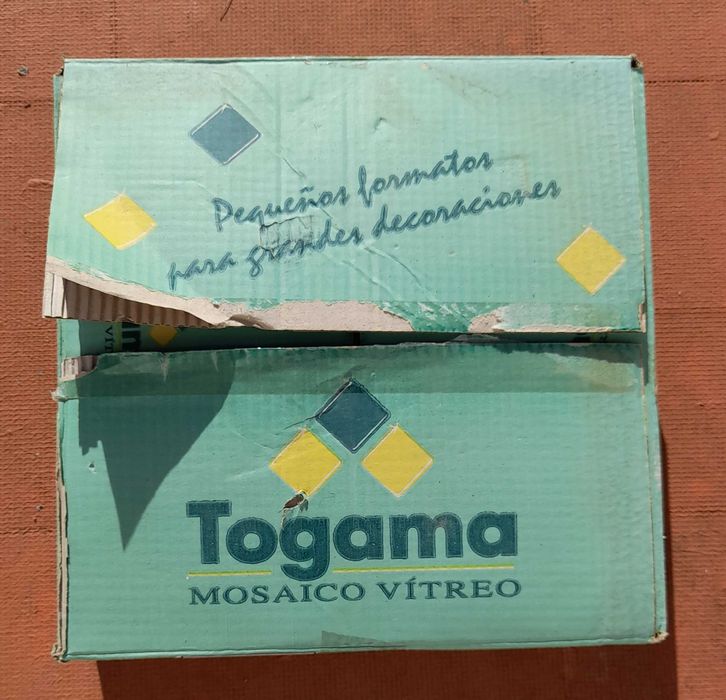 Pequeños formatos
para grandes decoraciones
Togama
MOSAICO VÍTREO